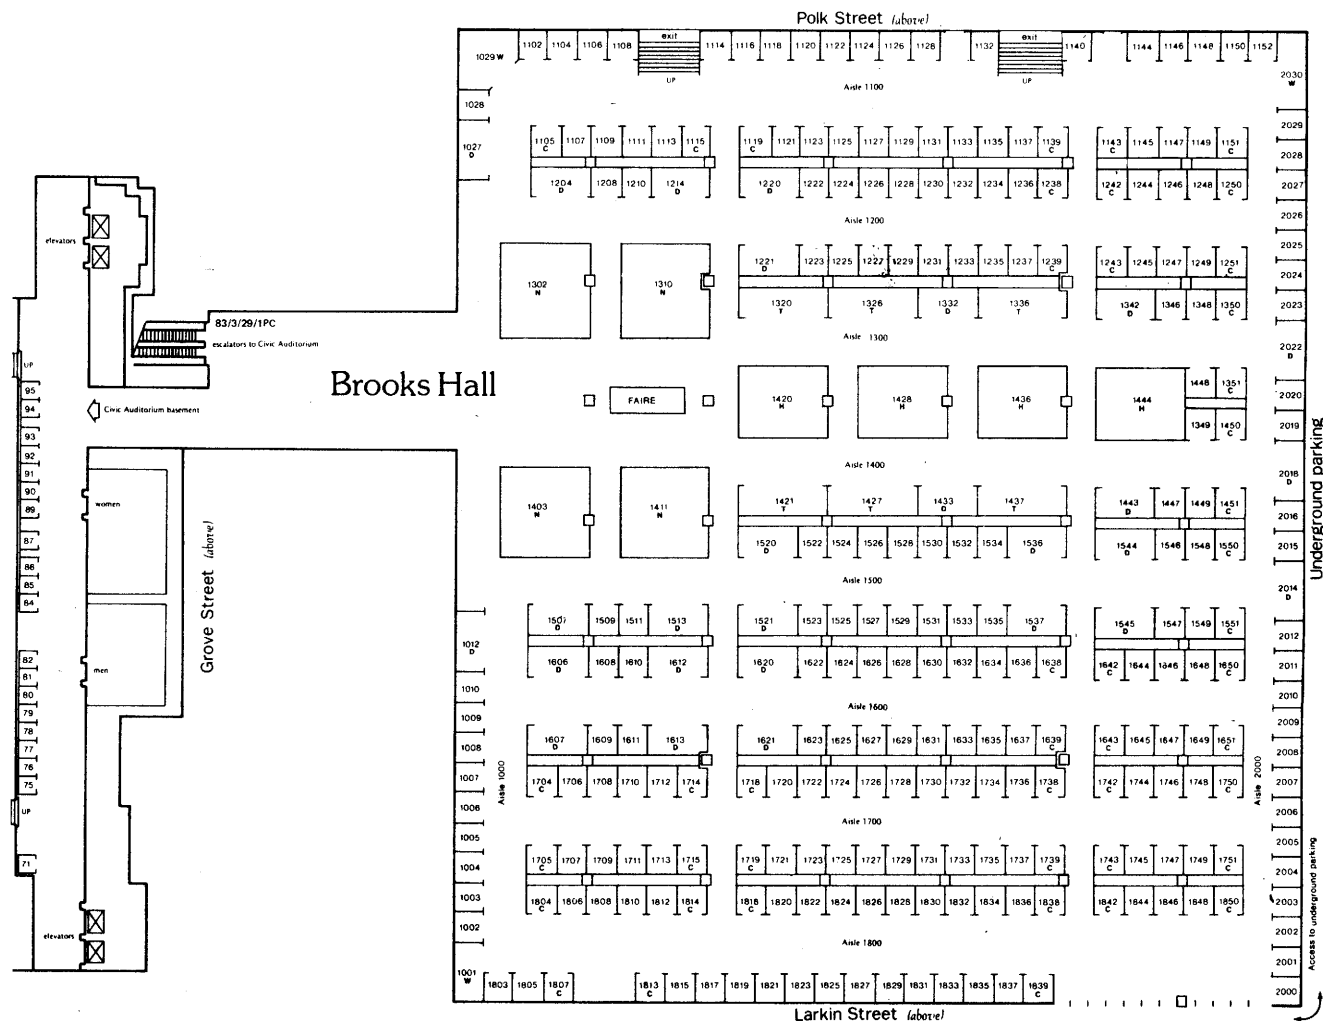 Polk Street (above)
1102 1104 1106 1108 exit 1114 1116 1118 1120 1122 1124 1126 1128 1132 exit 1140 1144 1146 1148 1150 1152
1029 W
UP UP
2030 W
Aisle 1100
1028
1027 D
1105 C 1107 1109 1111 1113 1115 C 1119 C 1121 1123 1125 1127 1129 1131 1133 1135 1137 1139 C 1143 C 1145 1147 1149 1151 C
2029
2028
1204 D 1208 1210 1214 D 1220 D 1222 1224 1226 1228 1230 1232 1234 1236 1238 C 1242 C 1244 1246 1248 1250 C
2027
2026
Aisle 1200
elevators
2025
1221 D 1223 1225 1227 1229 1231 1233 1235 1237 1239 C 1243 C 1245 1247 1249 1251 C
2024
1302 N 1310 N
1320 T 1326 T 1332 D 1336 T 1342 D 1346 1348 1350 C
2023
83/3/29/1PC
escalators to Civic Auditorium
Aisle 1300
2022 D
UP
95
94
Civic Auditorium basement
Brooks Hall
FAIRE
1420 H 1428 H 1436 H 1444 H 1448 1351 C
1349 1450 C
2020
2019
93
92
91
90
89
87
86
85
84
women
Aisle 1400
2018 D
Underground parking
1403 N 1411 N
1421 T 1427 T 1433 D 1437 T 1443 D 1447 1449 1451 C
2016
1520 D 1522 1524 1526 1528 1530 1532 1534 1536 D 1544 D 1546 1548 1550 C
2015
Grove Street (above)
Aisle 1500
2014 D
1507 D 1509 1511 1513 D 1521 D 1523 1525 1527 1529 1531 1533 1535 1537 D 1545 D 1547 1549 1551 C
2012
1012 D
1606 D 1608 1610 1612 D 1620 D 1622 1624 1626 1628 1630 1632 1634 1636 1638 C 1642 C 1644 1646 1648 1650 C
2011
men
82
81
80
79
78
77
76
75
UP
71
1010
2010
Aisle 1600
1009
2009
1008
1607 D 1609 1611 1613 D 1621 D 1623 1625 1627 1629 1631 1633 1635 1637 1639 C 1643 C 1645 1647 1649 1651 C
2008
1007
Aisle 1000
1704 C 1706 1708 1710 1712 1714 C 1718 C 1720 1722 1724 1726 1728 1730 1732 1734 1736 1738 C 1742 C 1744 1746 1748 1750 C
Aisle 2000
2007
1006
2006
Aisle 1700
1005
2005
1004
1705 C 1707 1709 1711 1713 1715 C 1719 C 1721 1723 1725 1727 1729 1731 1733 1735 1737 1739 C 1743 C 1745 1747 1749 1751 C
2004
1003
1804 C 1806 1808 1810 1812 1814 C 1818 C 1820 1822 1824 1826 1828 1830 1832 1834 1836 1838 C 1842 C 1844 1846 1848 1850 C
2003
1002
2002
elevators
Aisle 1800
2001
Access to underground parking
1001 W
1803 1805 1807 C 1813 C 1815 1817 1819 1821 1823 1827 1829 1831 1833 1835 1837 1839 C
2000
Larkin Street (above)